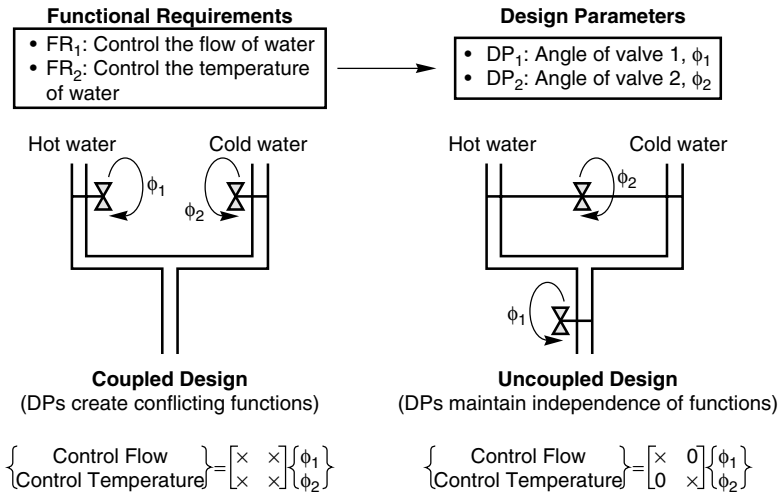 Functional Requirements
• FR₁: Control the flow of water
• FR₂: Control the temperature
of water
Design Parameters
• DP₁: Angle of valve 1, ϕ₁
• DP₂: Angle of valve 2, ϕ₂
Hot water
Cold water
ϕ₁
ϕ₂
Hot water
Cold water
ϕ₂
ϕ₁
Coupled Design
(DPs create conflicting functions)
Uncoupled Design
(DPs maintain independence of functions)
{Control Flow} = [× ×] {ϕ₁}
{Control Temperature} [× ×] {ϕ₂}
{Control Flow} = [× 0] {ϕ₁}
{Control Temperature} [0 ×] {ϕ₂}